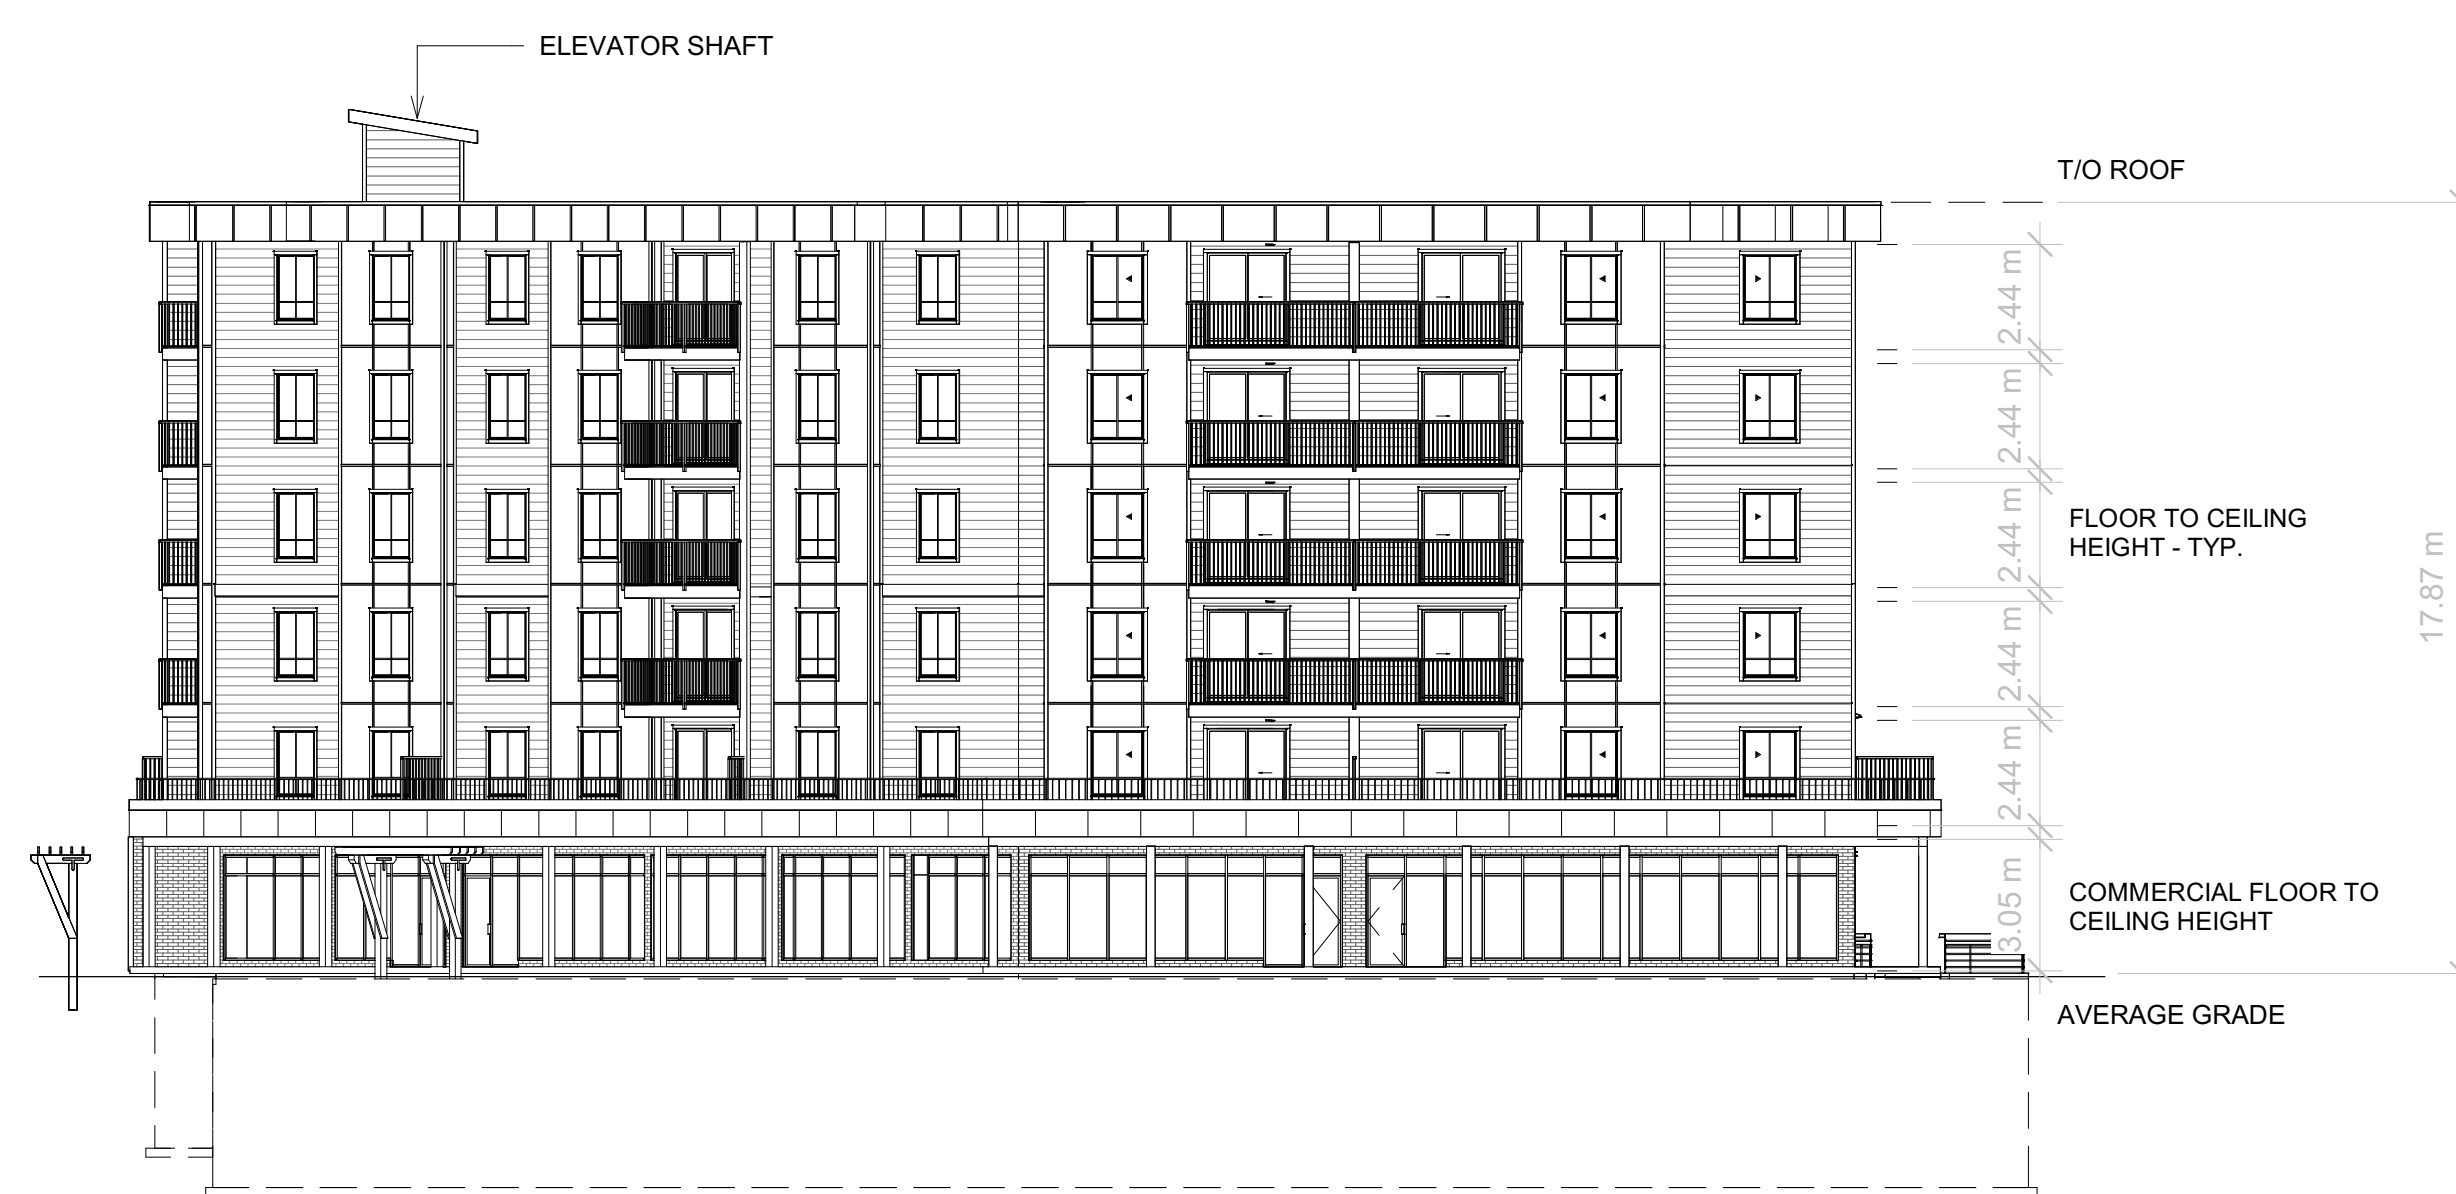 ELEVATOR SHAFT
T/O ROOF
2.44 m
2.44 m
FLOOR TO CEILING
HEIGHT - TYP.
2.44 m
17.87 m
2.44 m
2.44 m
COMMERCIAL FLOOR TO
CEILING HEIGHT
3.05 m
AVERAGE GRADE